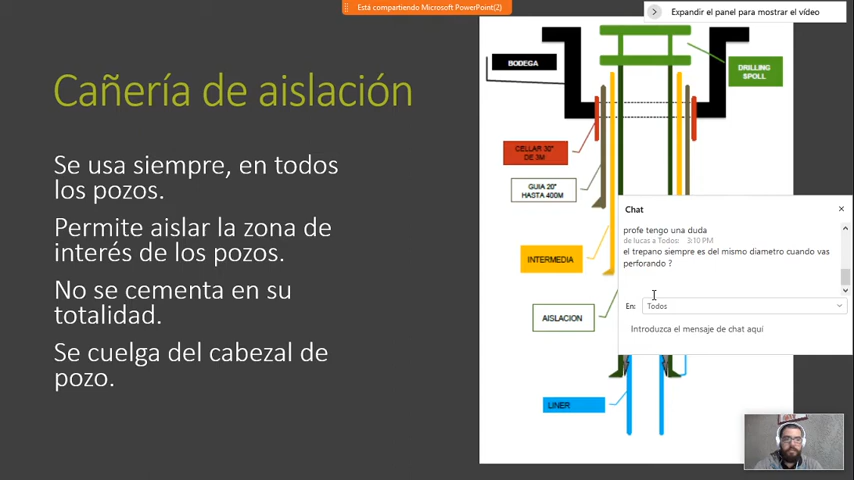 Está compartiendo Microsoft PowerPoint(2)
Expandir el panel para mostrar el vídeo
Cañería de aislación
Se usa siempre, en todos
los pozos.
Permite aislar la zona de
interés de los pozos.
No se cementa en su
totalidad.
Se cuelga del cabezal de
pozo.
BODEGA
DRILLING
SPOLL
CELLAR 30"
DE 3M
GUIA 20"
HASTA 400M
INTERMEDIA
AISLACION
LINER
Chat
profe tengo una duda
de lucas a Todos: 3:10 PM
el trepano siempre es del mismo diametro cuando vas
perforando ?
En: Todos
Introduzca el mensaje de chat aquí